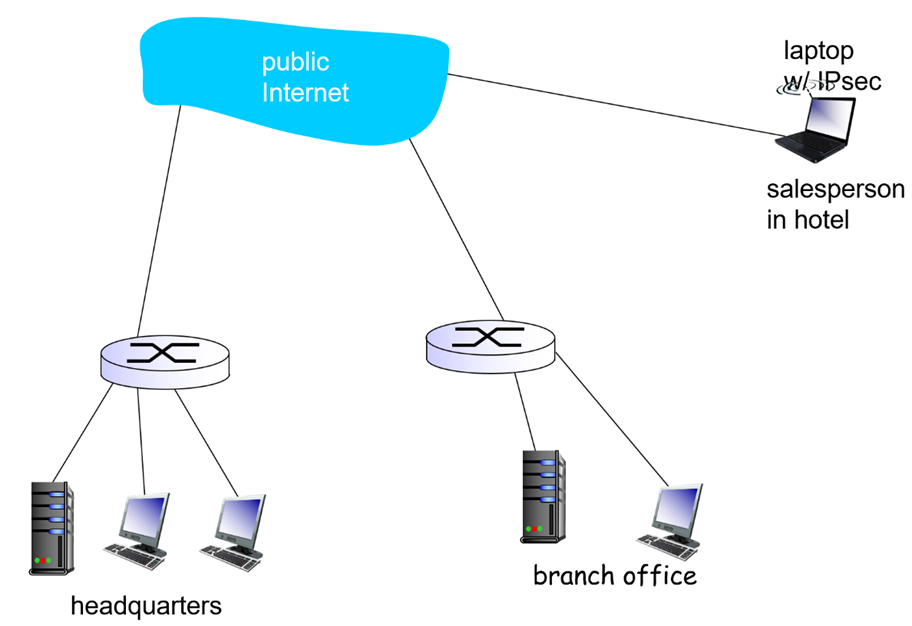 public
Internet
laptop
w/ IPsec
salesperson
in hotel
headquarters
branch office